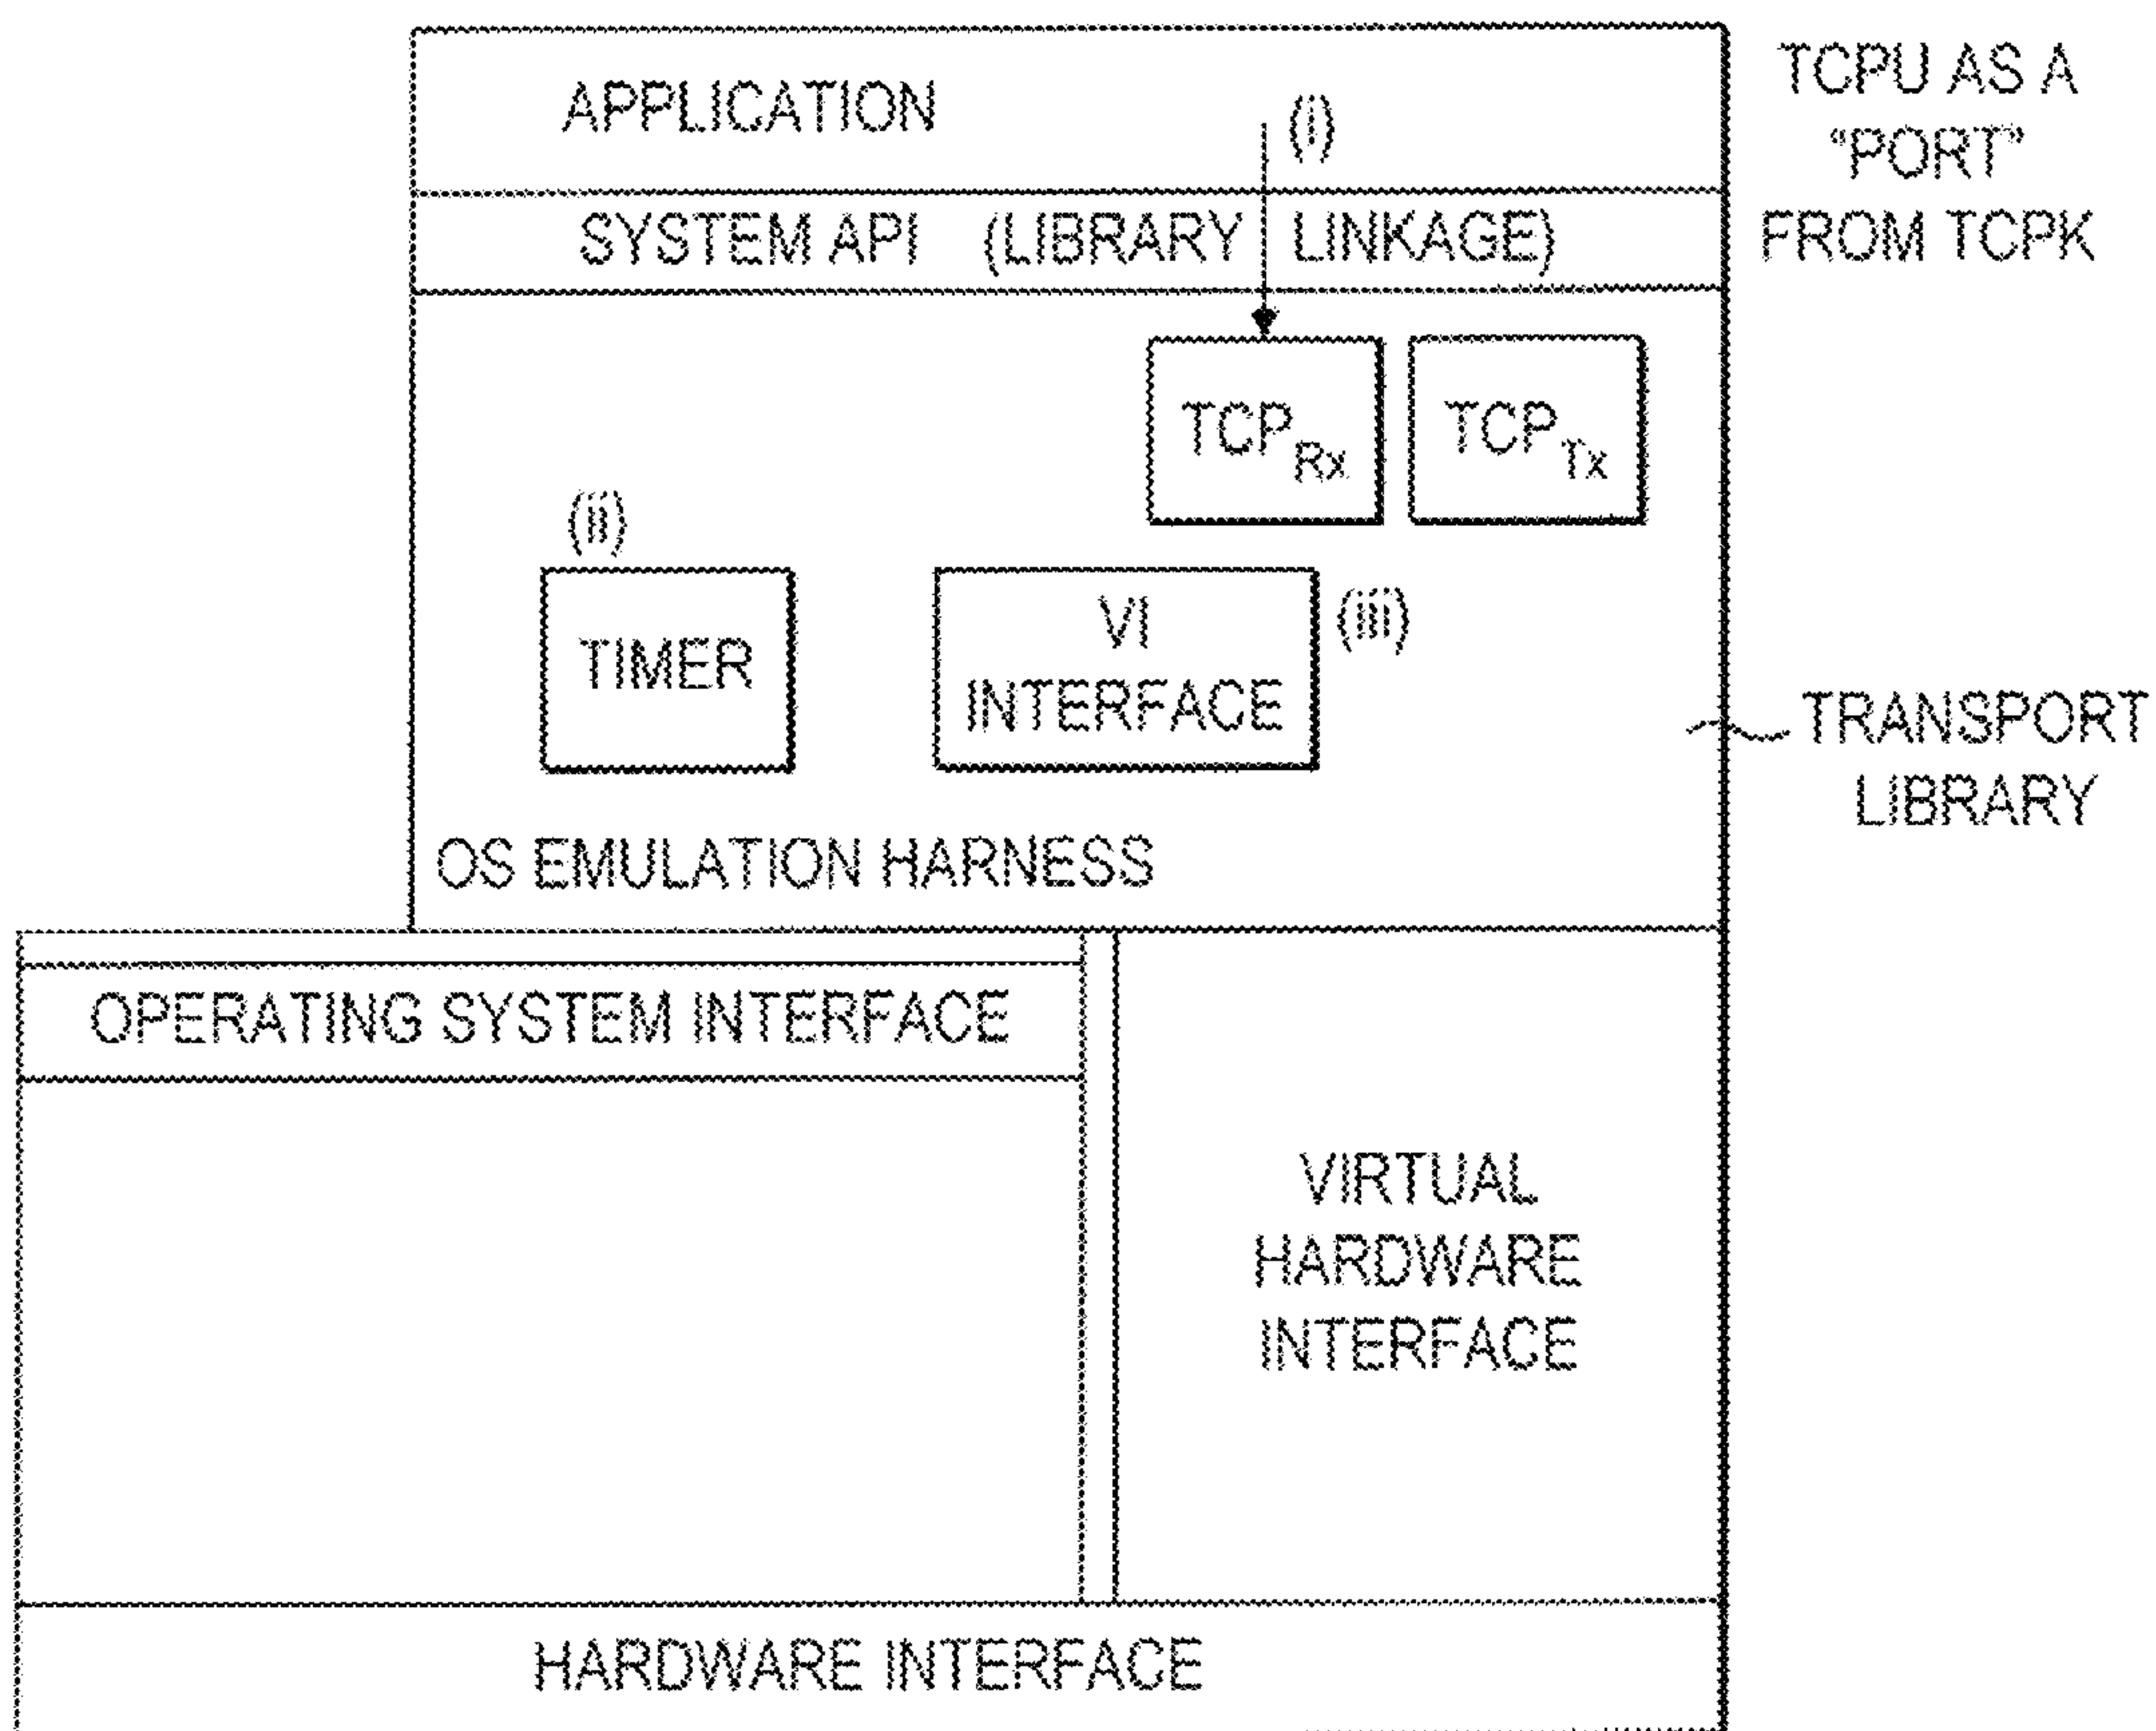 APPLICATION
(i)
TCPU AS A
“PORT”
FROM TCPK
SYSTEM API (LIBRARY LINKAGE)
TCPRx
TCPTx
(ii)
TIMER
VI
INTERFACE
(iii)
TRANSPORT
LIBRARY
OS EMULATION HARNESS
OPERATING SYSTEM INTERFACE
VIRTUAL
HARDWARE
INTERFACE
HARDWARE INTERFACE